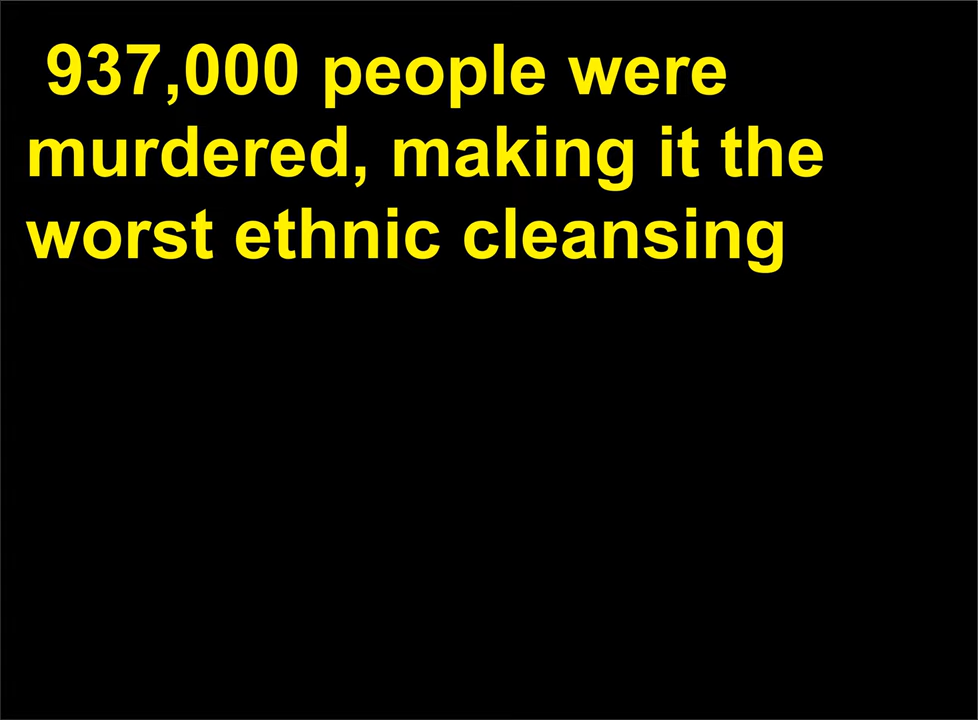 937,000 people were
murdered, making it the
worst ethnic cleansing